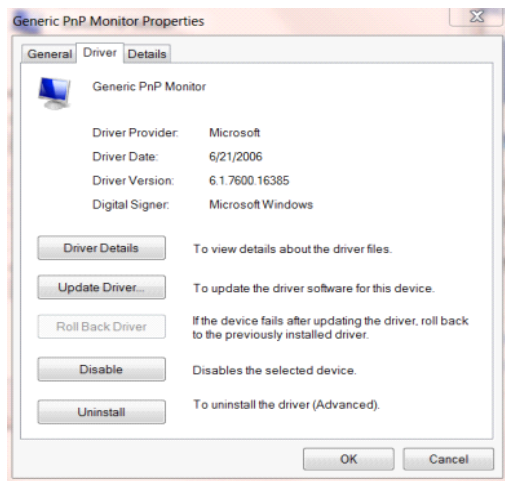 Generic PnP Monitor Properties
General Driver Details
Generic PnP Monitor
Driver Provider: Microsoft
Driver Date: 6/21/2006
Driver Version: 6.1.7600.16385
Digital Signer: Microsoft Windows
Driver Details To view details about the driver files.
Update Driver... To update the driver software for this device.
Roll Back Driver If the device fails after updating the driver, roll back
to the previously installed driver.
Disable Disables the selected device.
Uninstall To uninstall the driver (Advanced).
OK Cancel